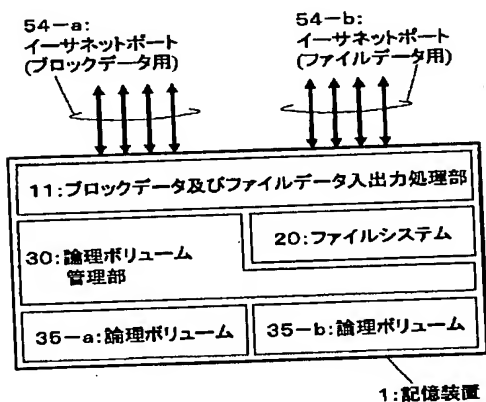 54-a:
イーサネットポート
(ブロックデータ用)
54-b:
イーサネットポート
(ファイルデータ用)
11:ブロックデータ及びファイルデータ入出力処理部
30:論理ボリューム
管理部
20:ファイルシステム
35-a:論理ボリューム
35-b:論理ボリューム
1:記憶装置